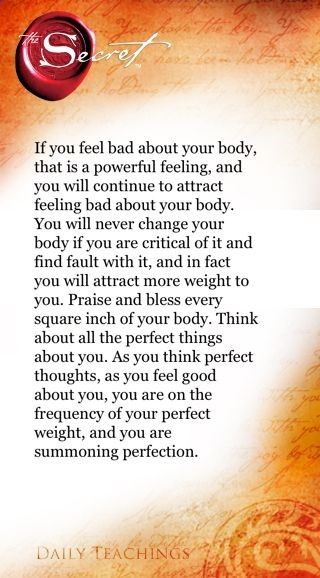 the Secret™
If you feel bad about your body,
that is a powerful feeling, and
you will continue to attract
feeling bad about your body.
You will never change your
body if you are critical of it and
find fault with it, and in fact
you will attract more weight to
you. Praise and bless every
square inch of your body. Think
about all the perfect things
about you. As you think perfect
thoughts, as you feel good
about you, you are on the
frequency of your perfect
weight, and you are
summoning perfection.
DAILY TEACHINGS